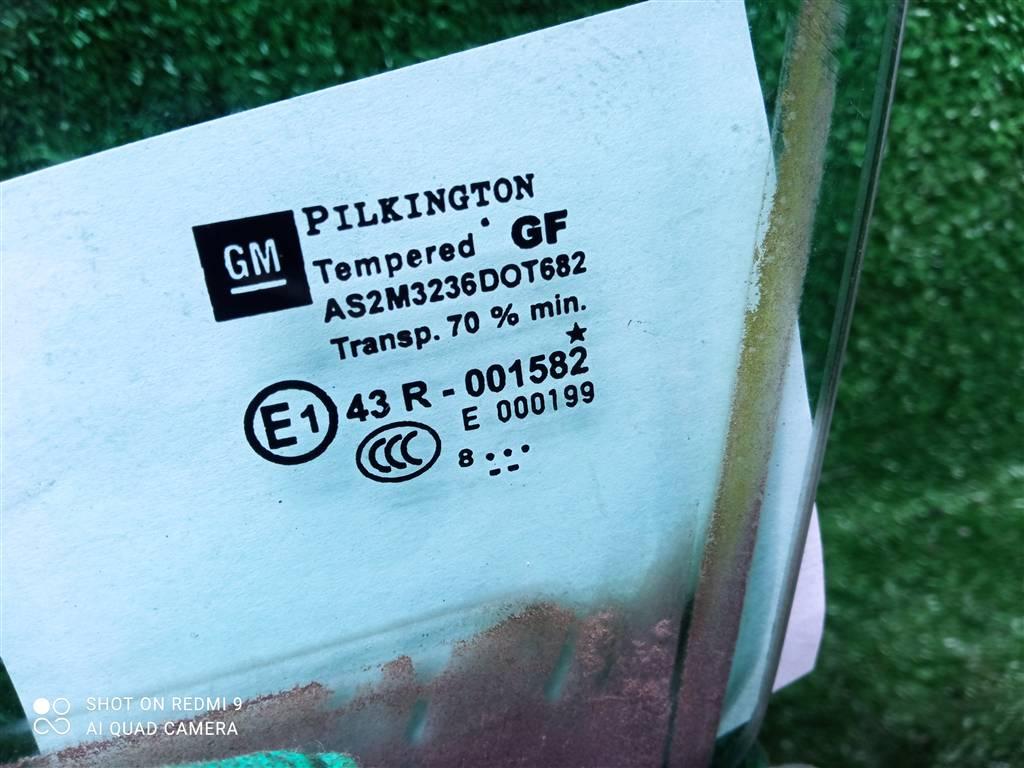 GM
PILKINGTON
Tempered GF
AS2M3236DOT682
Transp. 70 % min.
E1 43 R - 001582
CCC E 000199
8
SHOT ON REDMI 9
AI QUAD CAMERA